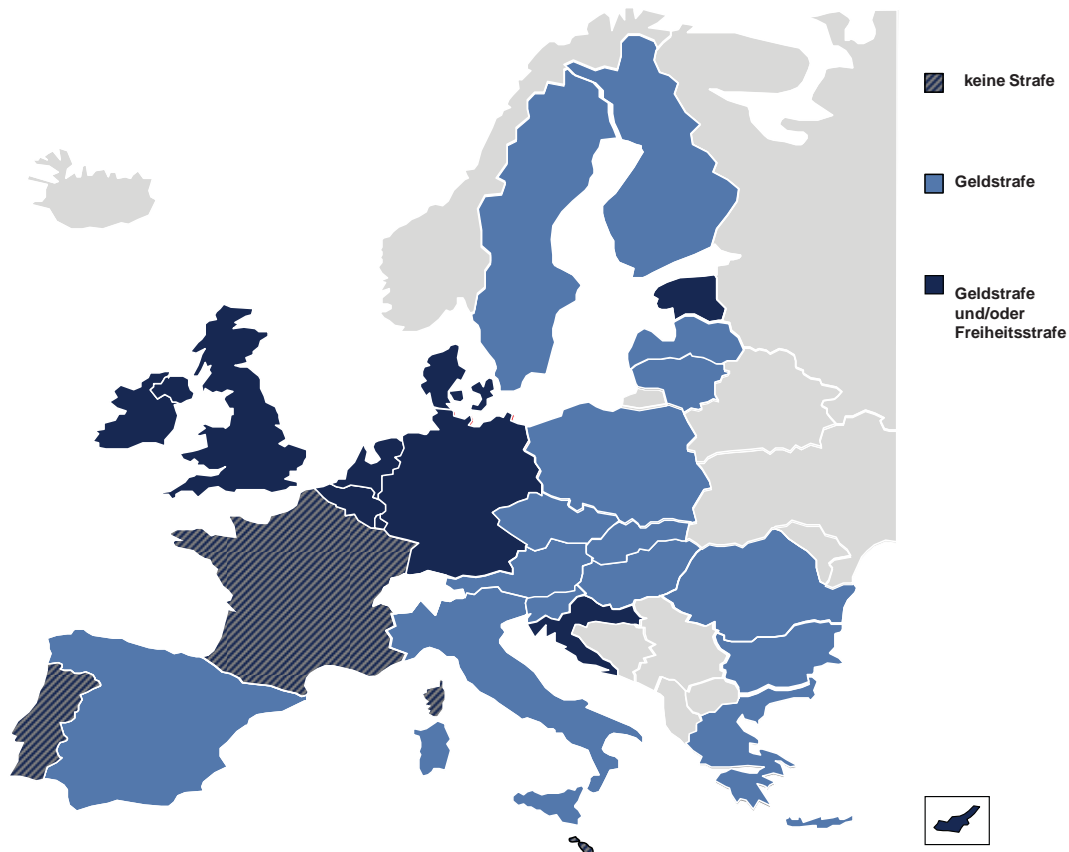 keine Strafe
Geldstrafe
Geldstrafe
und/oder
Freiheitsstrafe